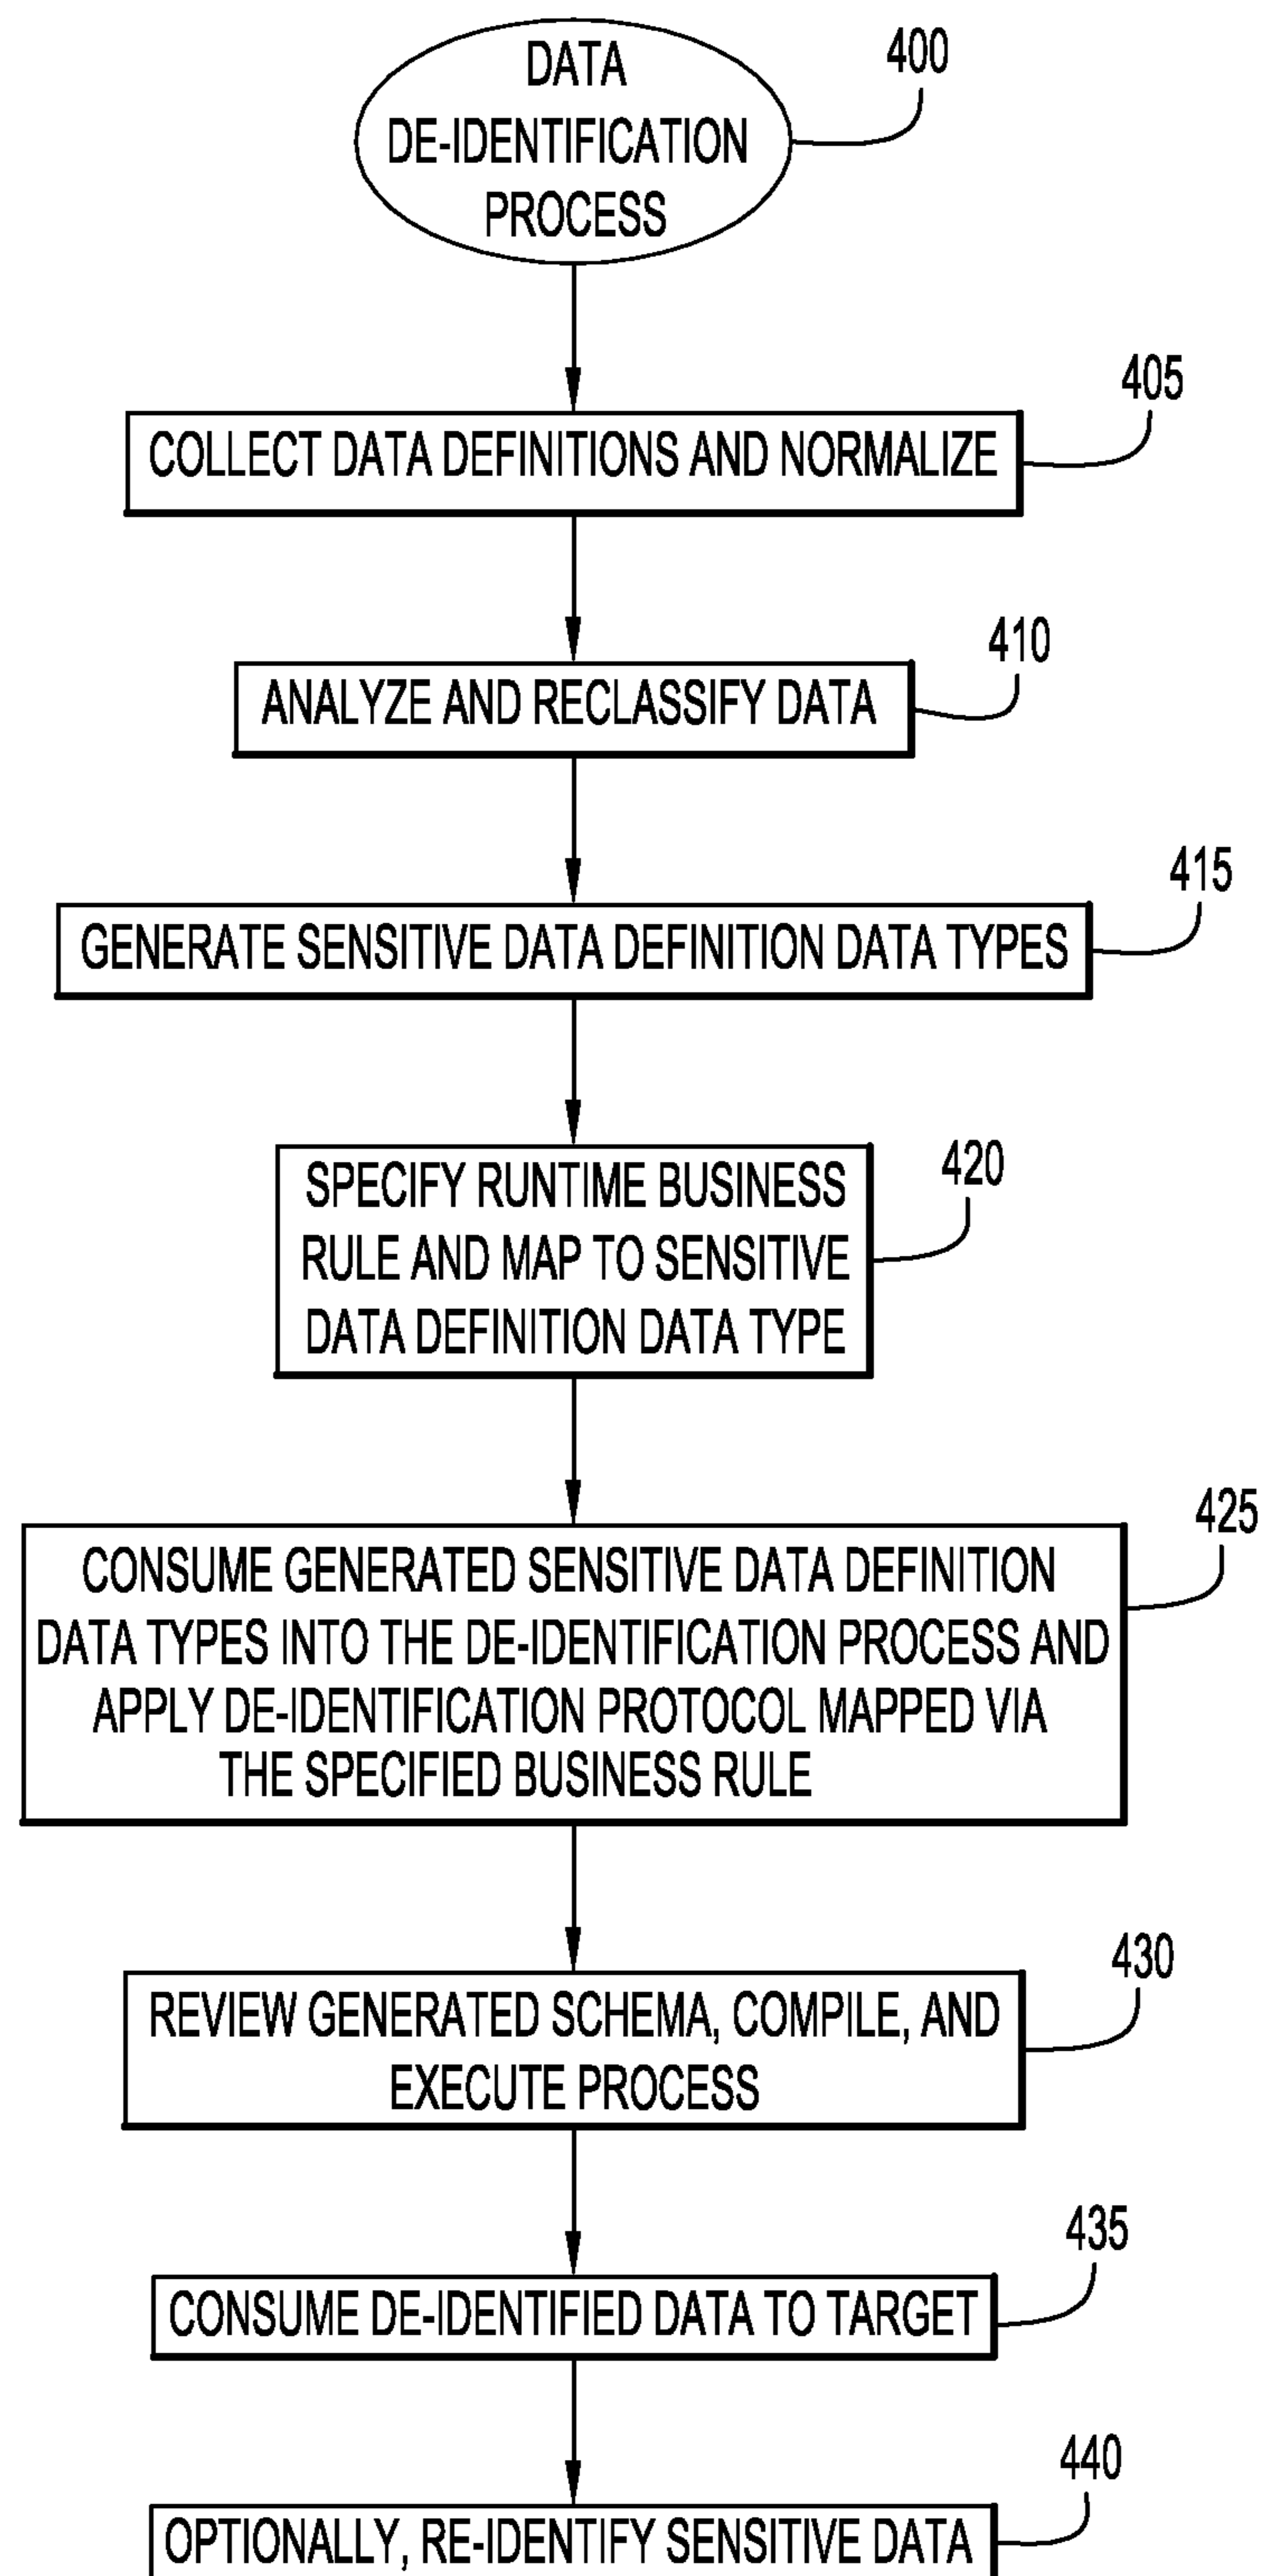 DATA
DE-IDENTIFICATION
PROCESS
400
405
COLLECT DATA DEFINITIONS AND NORMALIZE
410
ANALYZE AND RECLASSIFY DATA
415
GENERATE SENSITIVE DATA DEFINITION DATA TYPES
420
SPECIFY RUNTIME BUSINESS
RULE AND MAP TO SENSITIVE
DATA DEFINITION DATA TYPE
425
CONSUME GENERATED SENSITIVE DATA DEFINITION
DATA TYPES INTO THE DE-IDENTIFICATION PROCESS AND
APPLY DE-IDENTIFICATION PROTOCOL MAPPED VIA
THE SPECIFIED BUSINESS RULE
430
REVIEW GENERATED SCHEMA, COMPILE, AND
EXECUTE PROCESS
435
CONSUME DE-IDENTIFIED DATA TO TARGET
440
OPTIONALLY, RE-IDENTIFY SENSITIVE DATA